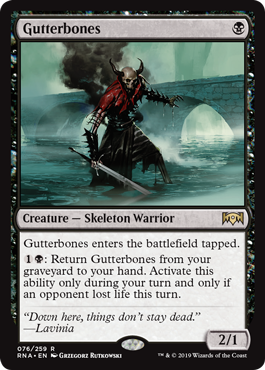 Gutterbones
Creature — Skeleton Warrior
Gutterbones enters the battlefield tapped.
1 : Return Gutterbones from your
graveyard to your hand. Activate this
ability only during your turn and only if
an opponent lost life this turn.
“Down here, things don't stay dead.”
—Lavinia
2/1
076/259 R
RNA • EN Grzegorz Rutkowski
™ & © 2019 Wizards of the Coast